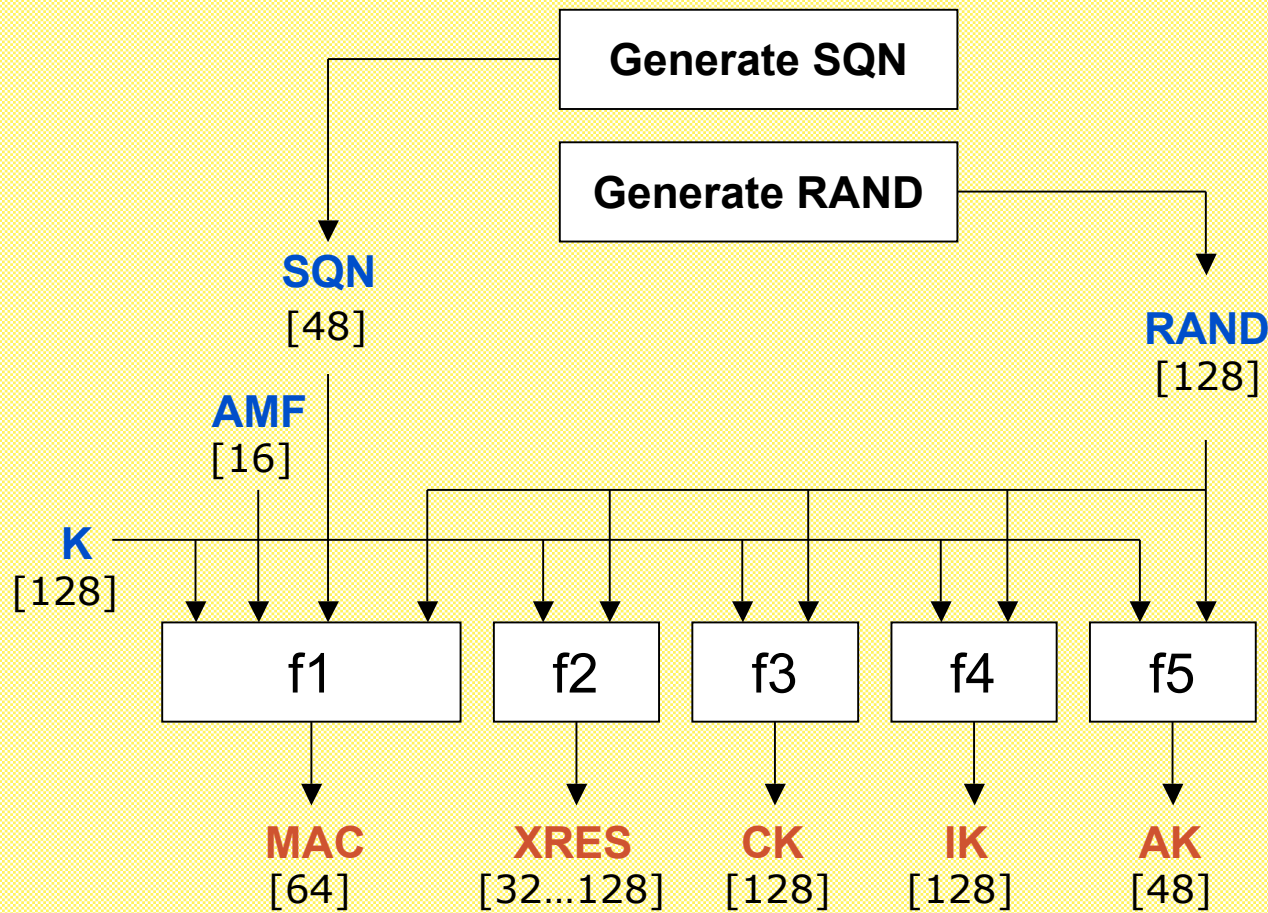 Generate SQN
Generate RAND
SQN
[48]
RAND
[128]
AMF
[16]
K
[128]
f1
f2
f3
f4
f5
MAC
[64]
XRES
[32...128]
CK
[128]
IK
[128]
AK
[48]